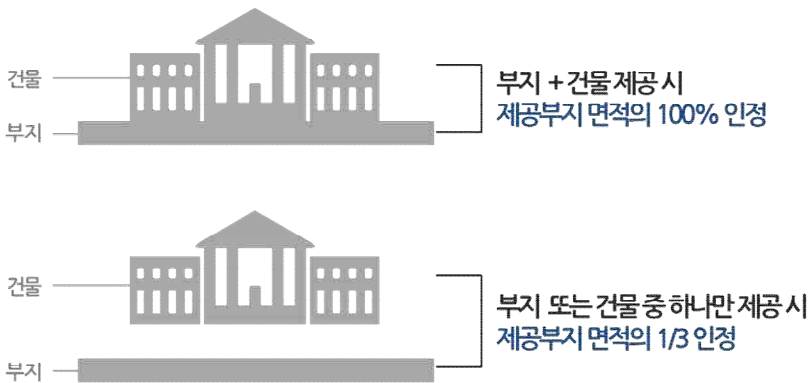 건물
부지
부지 + 건물 제공 시
제공부지 면적의 100% 인정
건물
부지
부지 또는 건물 중 하나만 제공 시
제공부지 면적의 1/3 인정